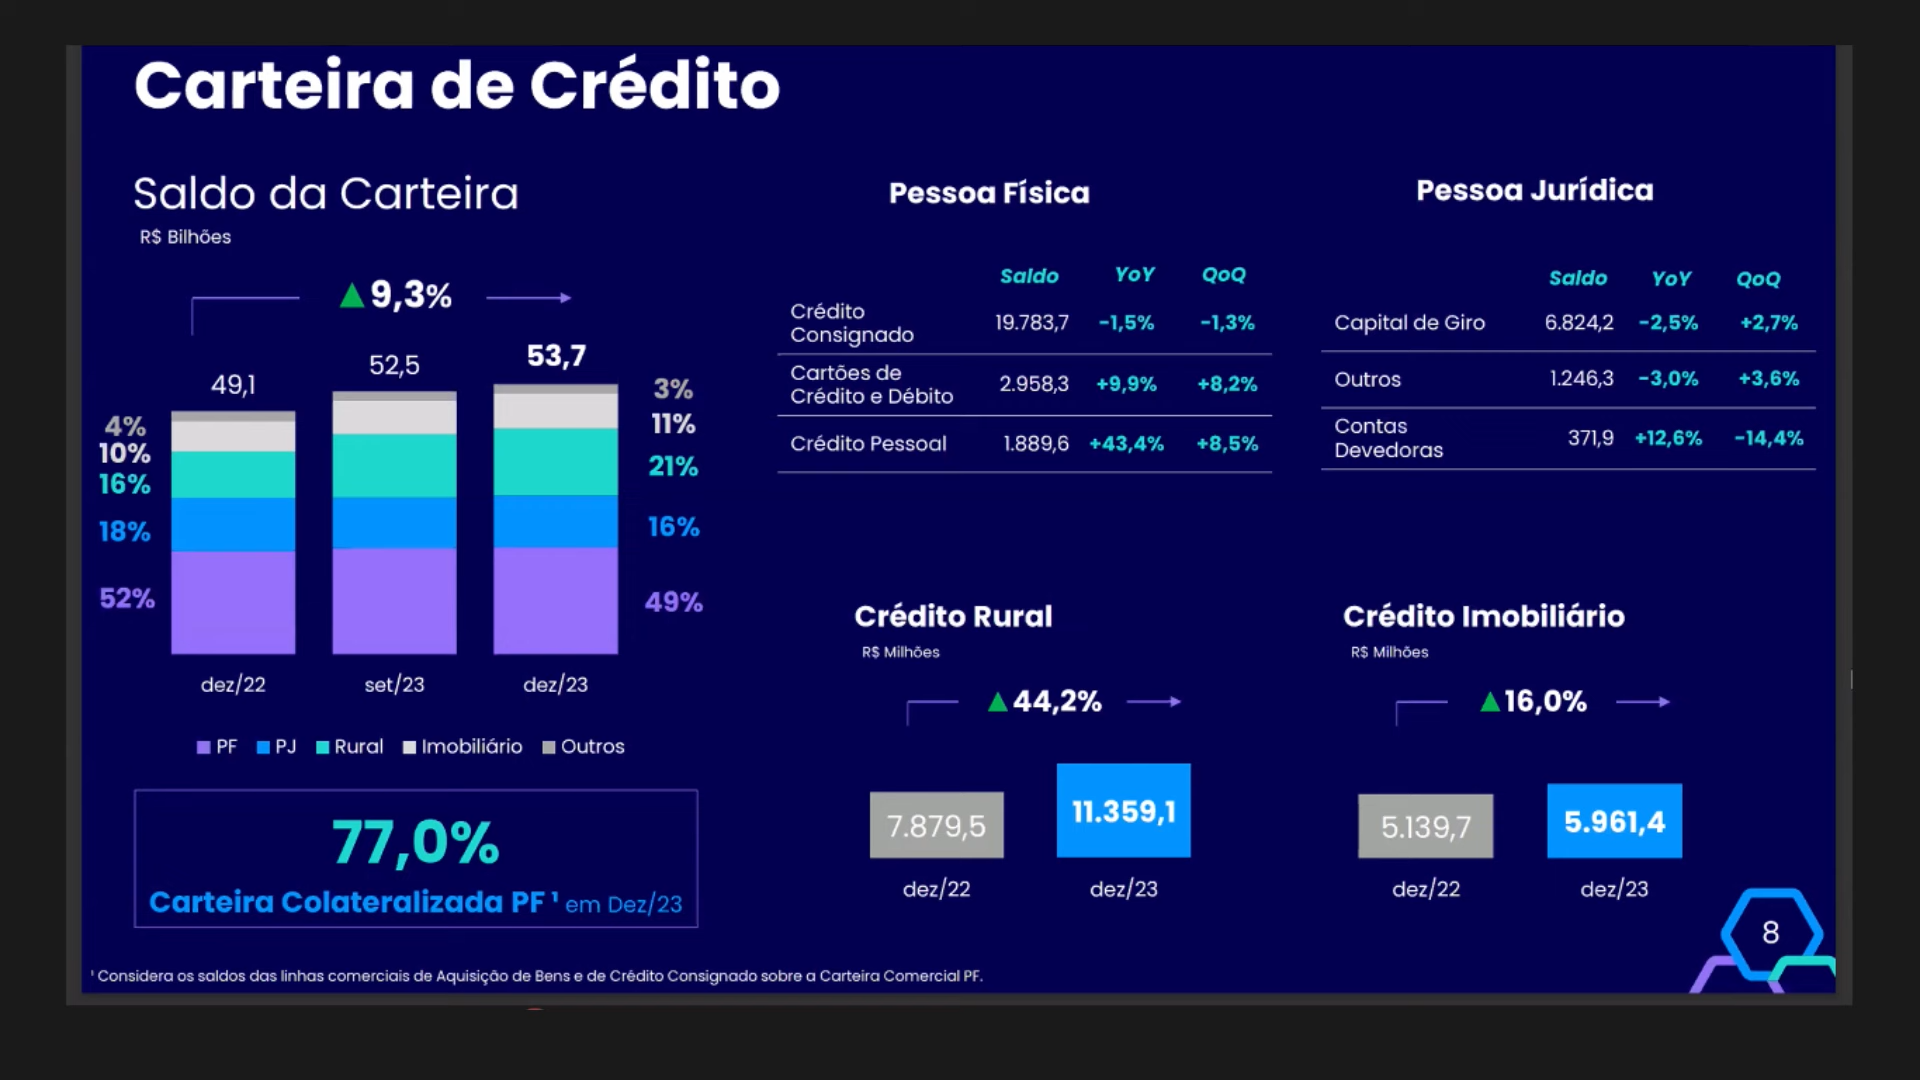 Carteira de Crédito
Saldo da Carteira
R$ Bilhões
▲9,3%
49,1
52,5
53,7
4%
10%
16%
18%
52%
3%
11%
21%
16%
49%
dez/22 set/23 dez/23
PF PJ Rural Imobiliário Outros
77,0%
Carteira Colateralizada PF ¹ em Dez/23
Pessoa Física
Saldo YoY QoQ
Crédito
Consignado
19.783,7 -1,5% -1,3%
Cartões de
Crédito e Débito
2.958,3 +9,9% +8,2%
Crédito Pessoal 1.889,6 +43,4% +8,5%
Pessoa Jurídica
Saldo YoY QoQ
Capital de Giro 6.824,2 -2,5% +2,7%
Outros 1.246,3 -3,0% +3,6%
Contas
Devedoras
371,9 +12,6% -14,4%
Crédito Rural
R$ Milhões
▲44,2%
7.879,5 11.359,1
dez/22 dez/23
Crédito Imobiliário
R$ Milhões
▲16,0%
5.139,7 5.961,4
dez/22 dez/23
8
¹ Considera os saldos das linhas comerciais de Aquisição de Bens e de Crédito Consignado sobre a Carteira Comercial PF.